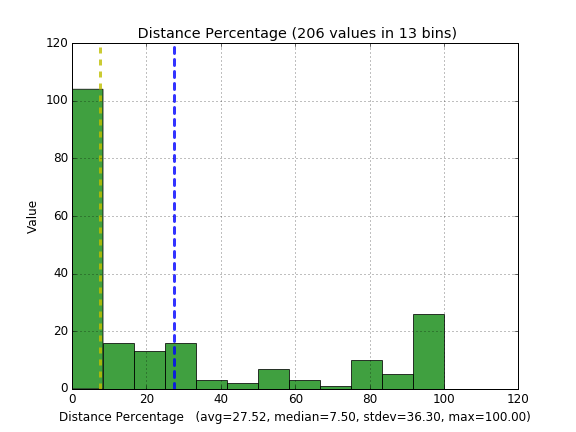 Distance Percentage (206 values in 13 bins)
120
100
80
60
40
20
0
Value
0 20 40 60 80 100 120
Distance Percentage (avg=27.52, median=7.50, stdev=36.30, max=100.00)